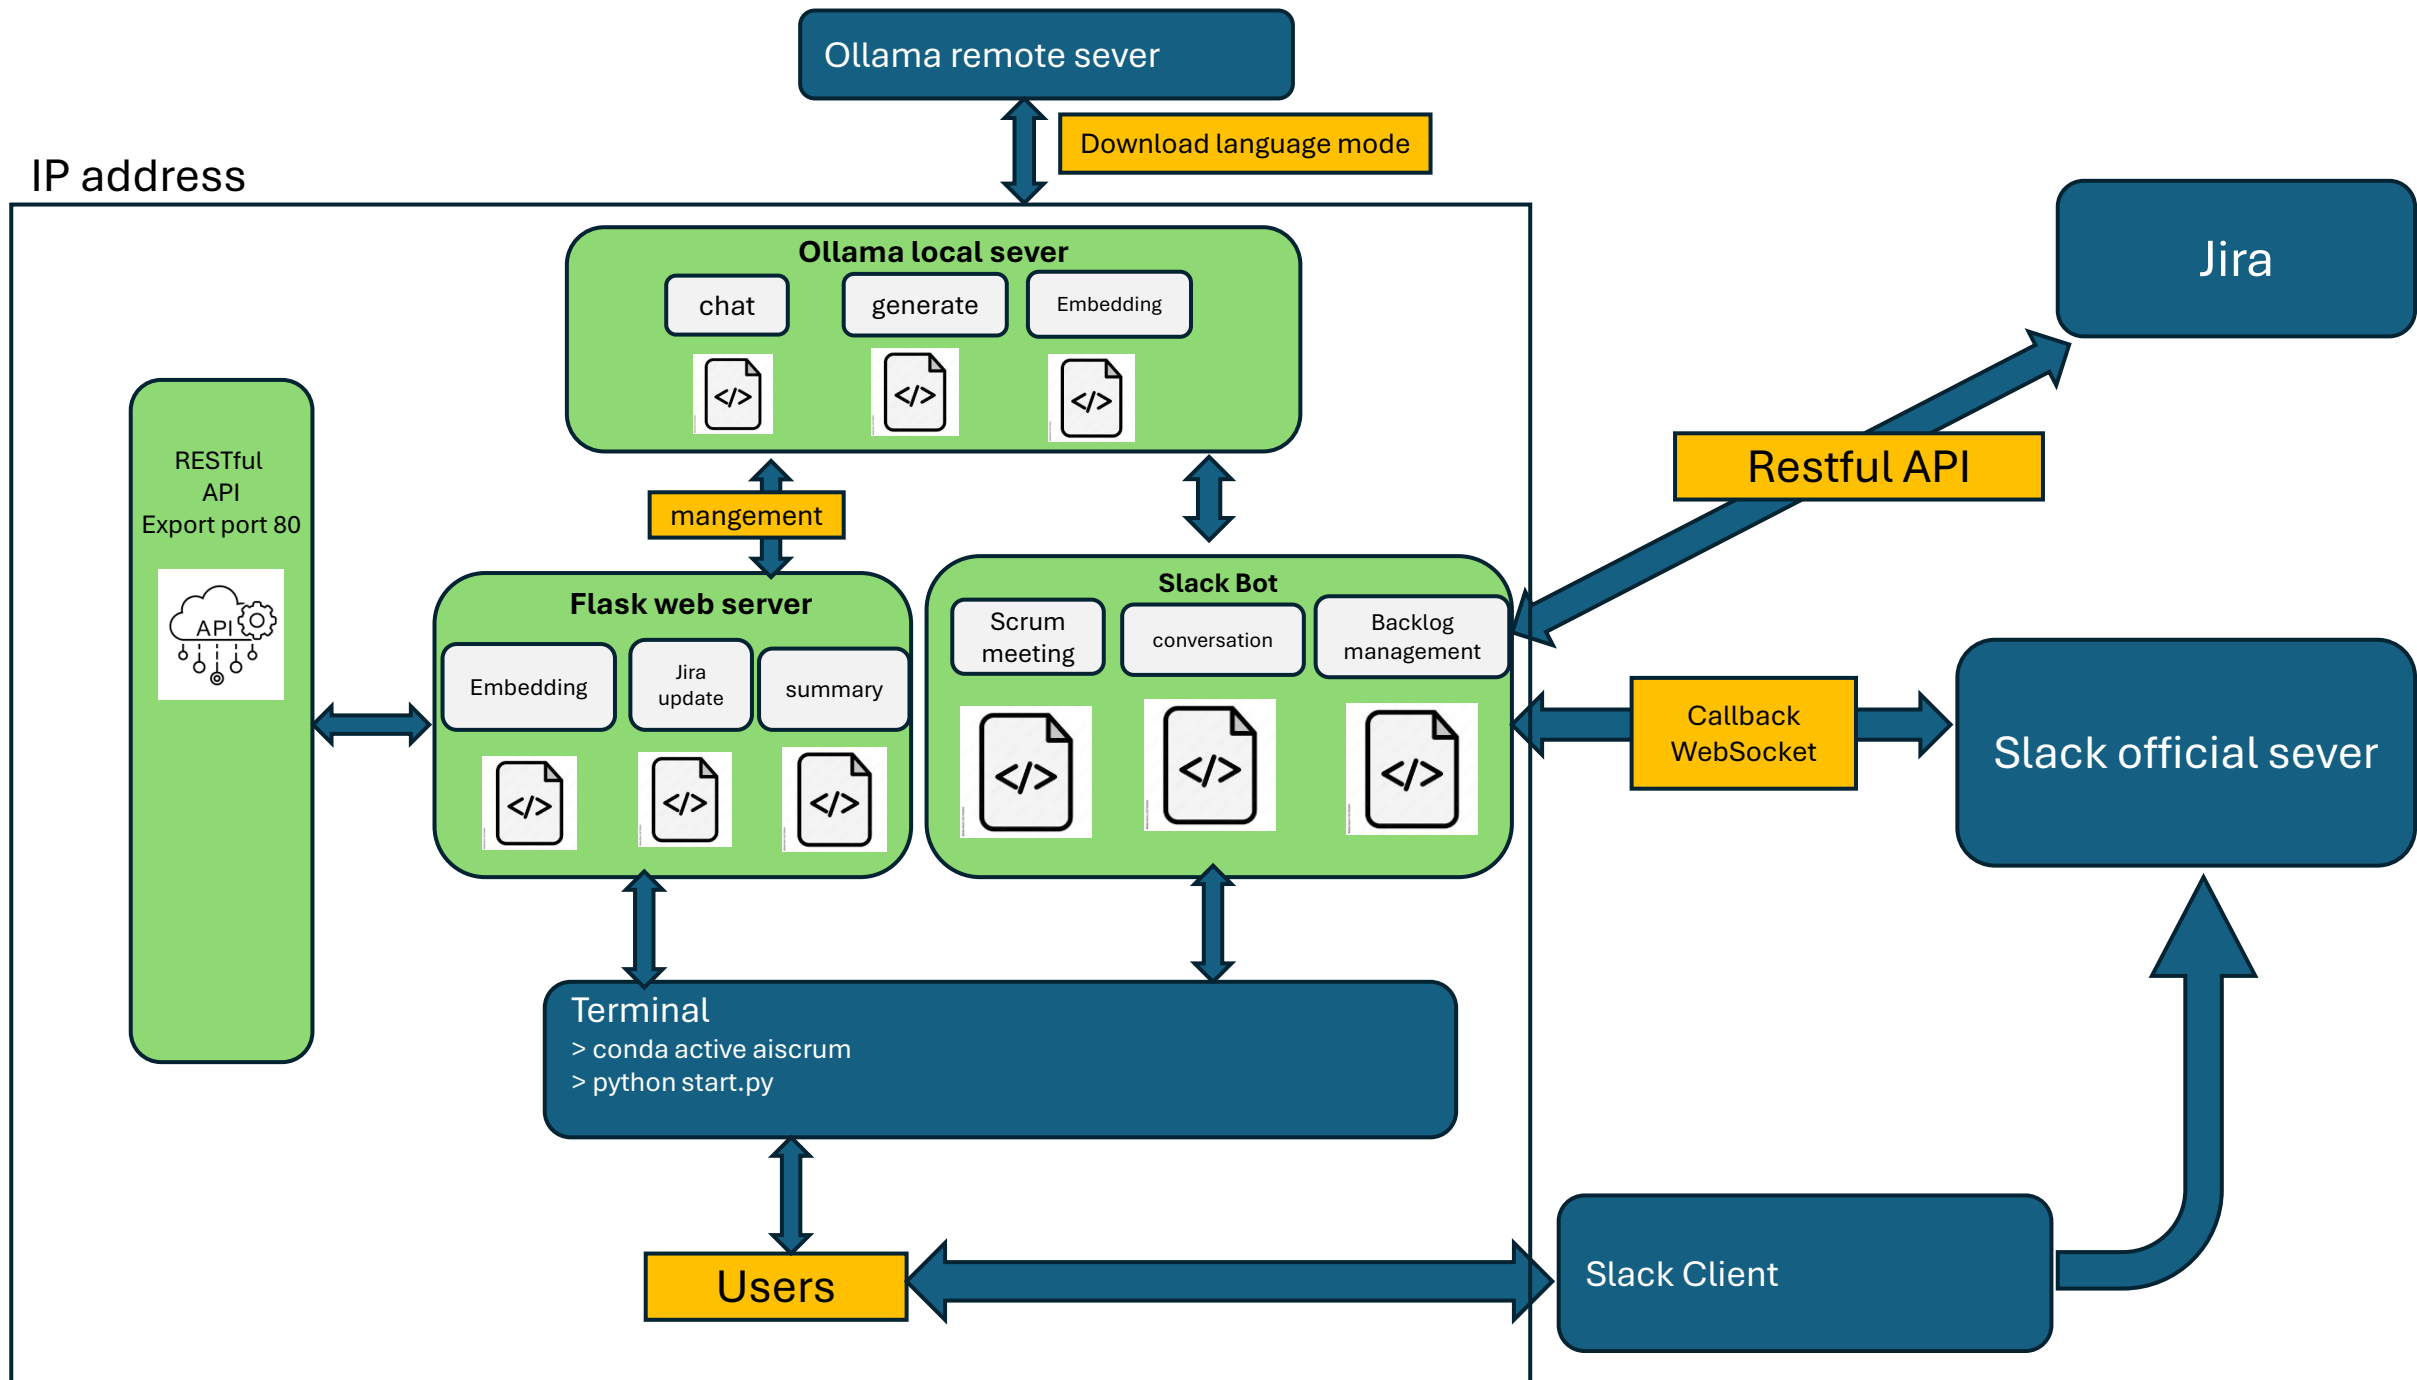 Ollama remote sever
Download language mode
IP address
Ollama local sever
chat
generate
Embedding
</>
</>
</>
Jira
RESTful
API
Export port 80
API
mangement
Restful API
Flask web server
Embedding
Jira
update
summary
</>
</>
</>
Slack Bot
Scrum
meeting
conversation
Backlog
management
</>
</>
</>
Callback
WebSocket
Slack official sever
Terminal
> conda active aiscrum
> python start.py
Users
Slack Client